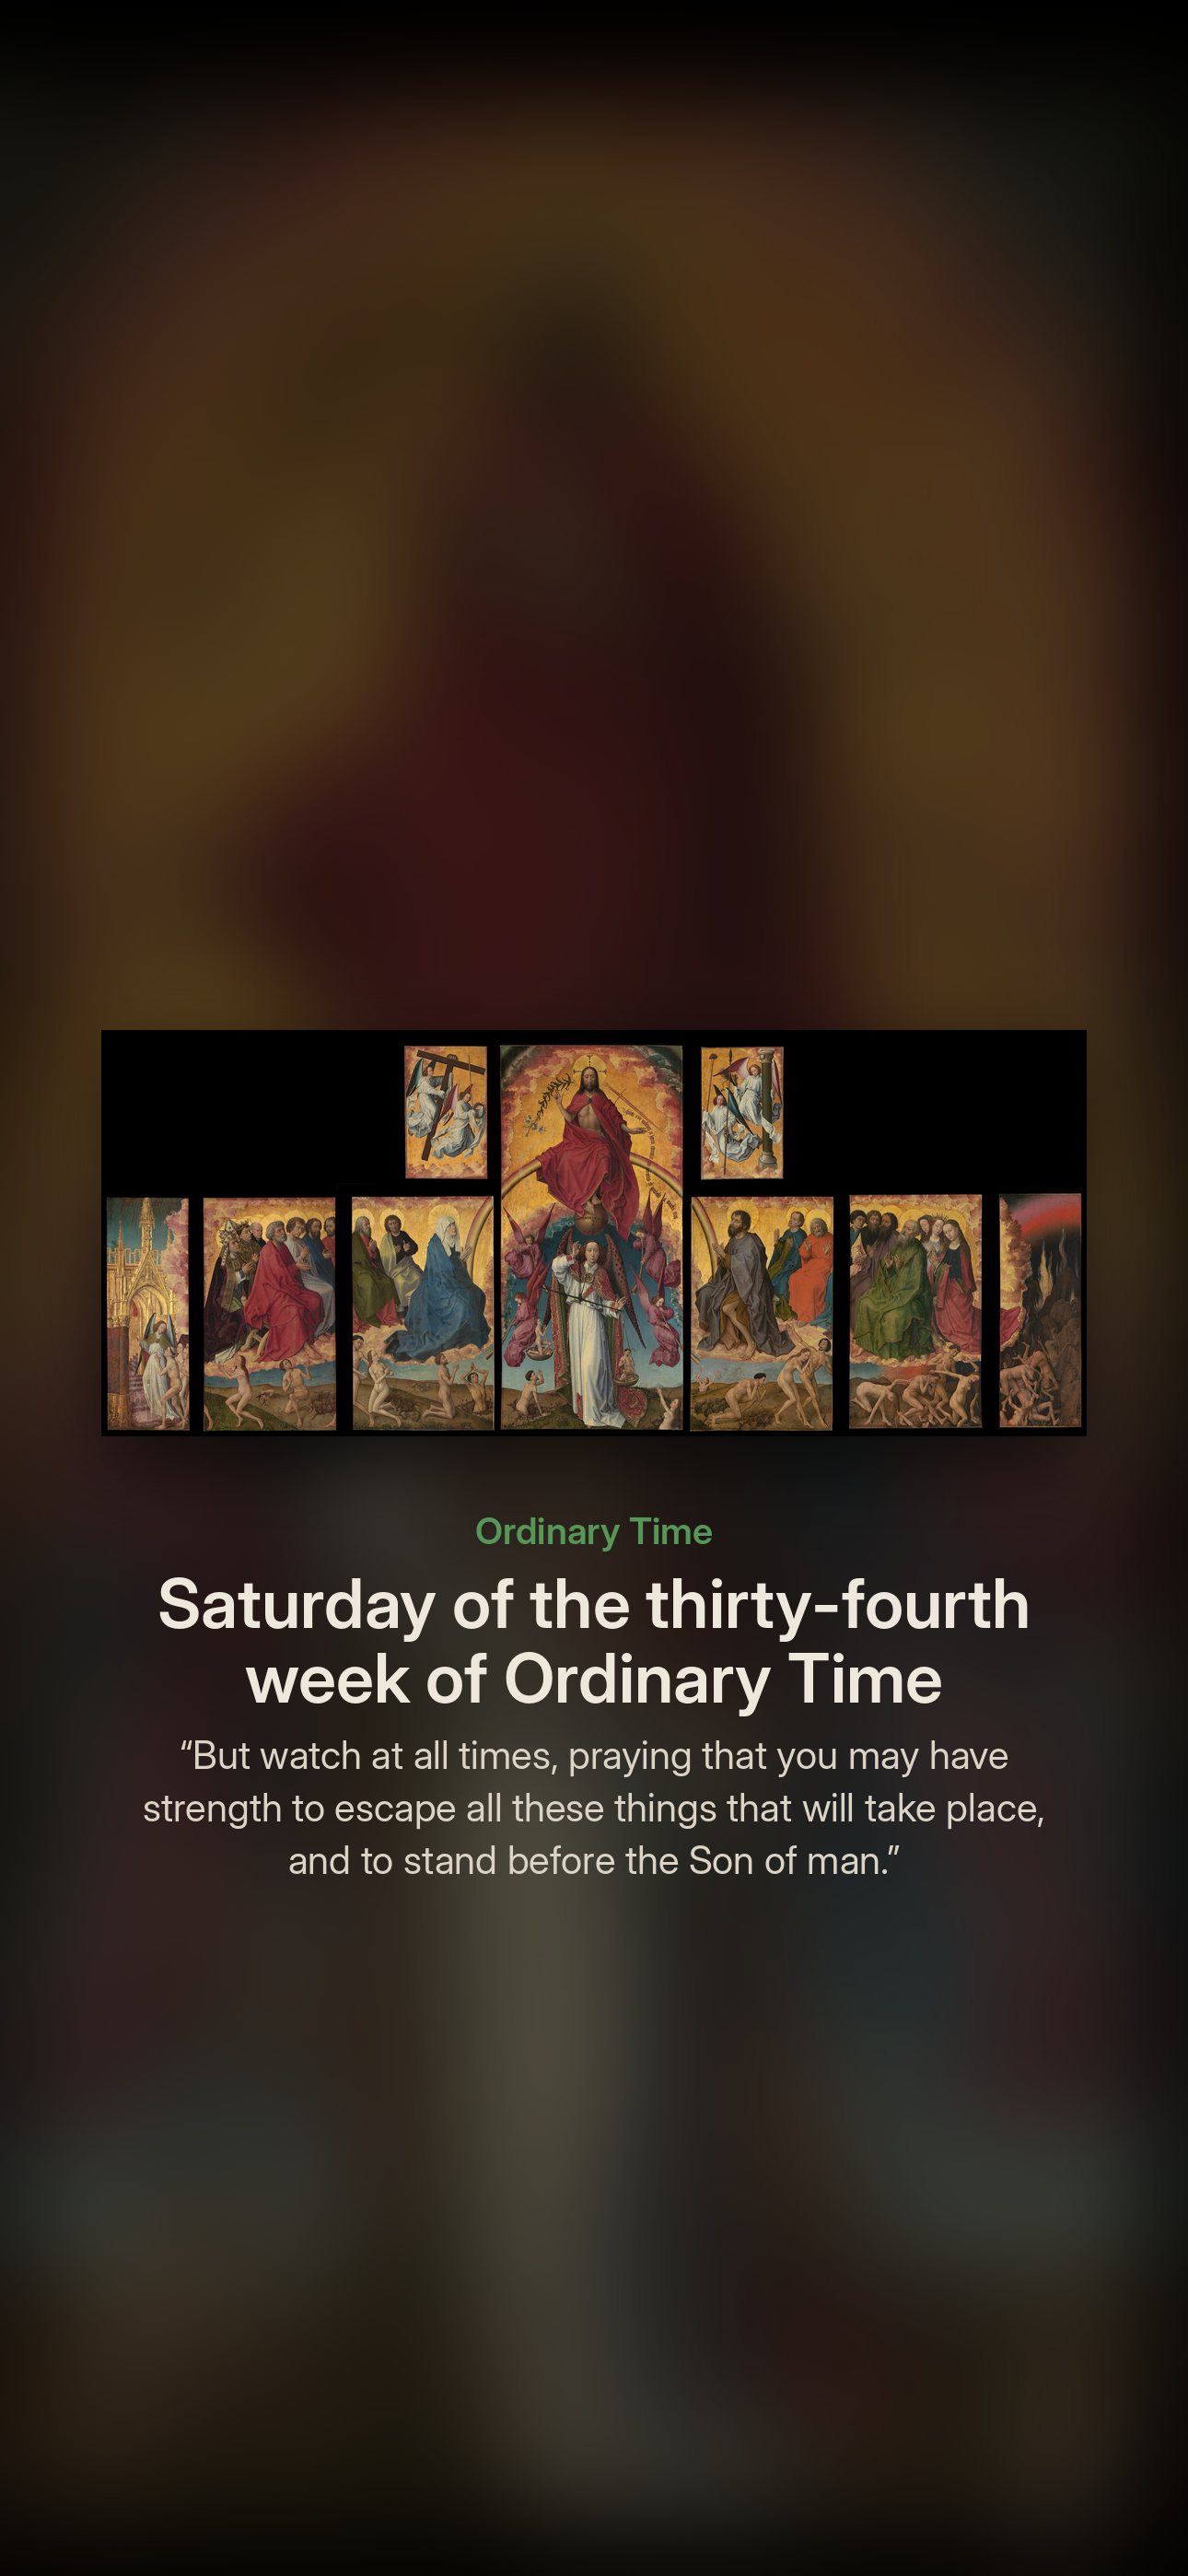 Ordinary Time
Saturday of the thirty-fourth
week of Ordinary Time
“But watch at all times, praying that you may have
strength to escape all these things that will take place,
and to stand before the Son of man.”